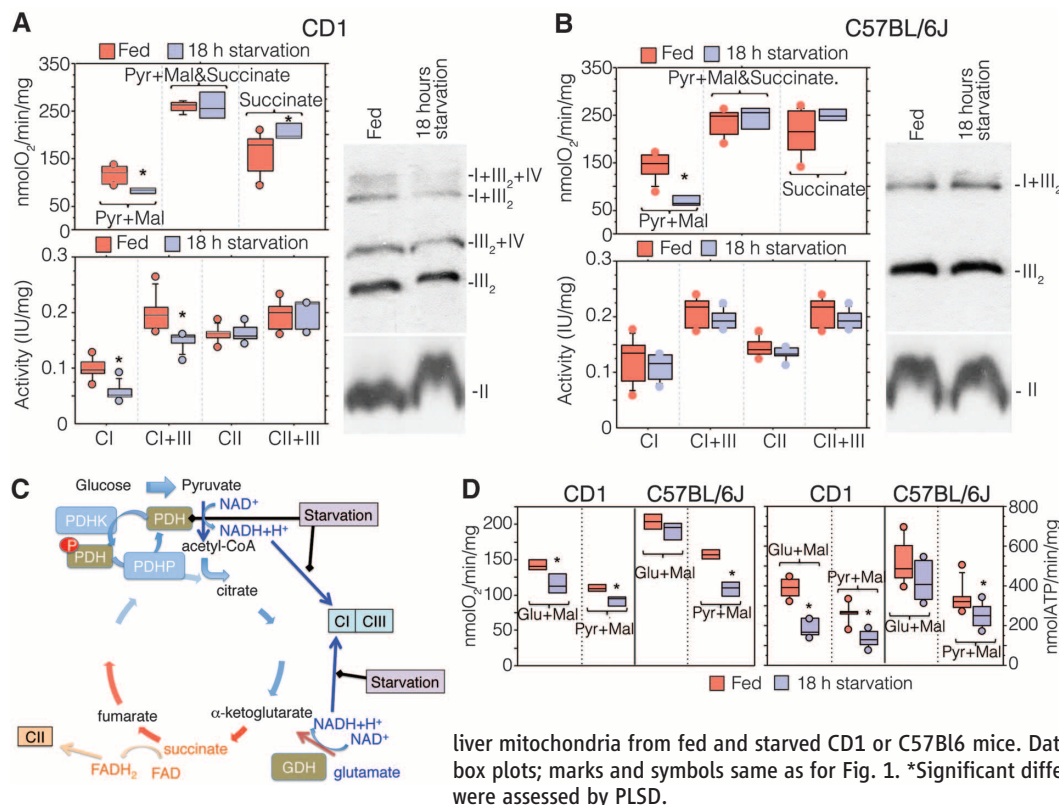 A
CD1
Fed
18 h starvation
350
250
150
50
0
nmolO₂/min/mg
Pyr+Mal&Succinate
Succinate
*
*
Pyr+Mal
Fed
18 h starvation
0.3
0.2
0.1
0
Activity (IU/mg)
*
*
CI
CI+III
CII
CII+III
Fed
18 hours
starvation
-I+III₂+IV
-I+III₂
-III₂+IV
-III₂
-II
B
C57BL/6J
Fed
18 h starvation
350
250
150
50
0
nmolO₂/min/mg
Pyr+Mal&Succinate.
*
Pyr+Mal
Succinate
Fed
18 h starvation
0.3
0.2
0.1
0
Activity (IU/mg)
CI
CI+III
CII
CII+III
Fed
18 hours
starvation
-I+III₂
-III₂
- II
C
Glucose
Pyruvate
NAD⁺
NADH+H⁺
PDHK
PDH
P
PDH
PDHP
acetyl-CoA
Starvation
citrate
CI
CIII
Starvation
α-ketoglutarate
NADH+H⁺
NAD⁺
GDH
glutamate
fumarate
succinate
CII
FADH₂
FAD
D
CD1
C57BL/6J
200
150
100
50
0
nmolO₂/min/mg
*
Glu+Mal
*
Pyr+Mal
Glu+Mal
*
Pyr+Mal
CD1
C57BL/6J
Glu+Mal
*
Pyr+Mal
*
Glu+Mal
*
Pyr+Mal
800
600
400
200
0
nmolATP/min/mg
Fed
18 h starvation
liver mitochondria from fed and starved CD1 or C57Bl6 mice. Dat
box plots; marks and symbols same as for Fig. 1. *Significant diffe
were assessed by PLSD.